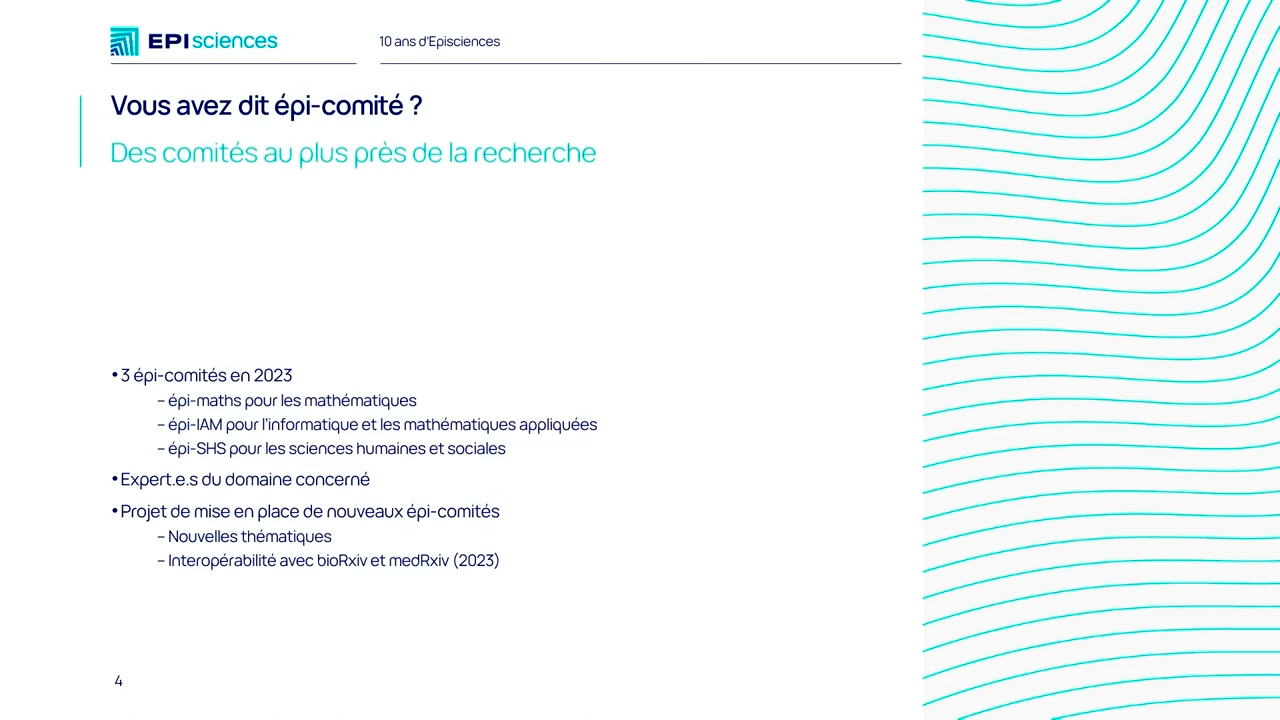 EPIsciences
10 ans d'Episciences
Vous avez dit épi-comité ?
Des comités au plus près de la recherche
•3 épi-comités en 2023
– épi-maths pour les mathématiques
– épi-IAM pour l'informatique et les mathématiques appliquées
– épi-SHS pour les sciences humaines et sociales
•Expert.e.s du domaine concerné
•Projet de mise en place de nouveaux épi-comités
– Nouvelles thématiques
– Interopérabilité avec bioRxiv et medRxiv (2023)
4